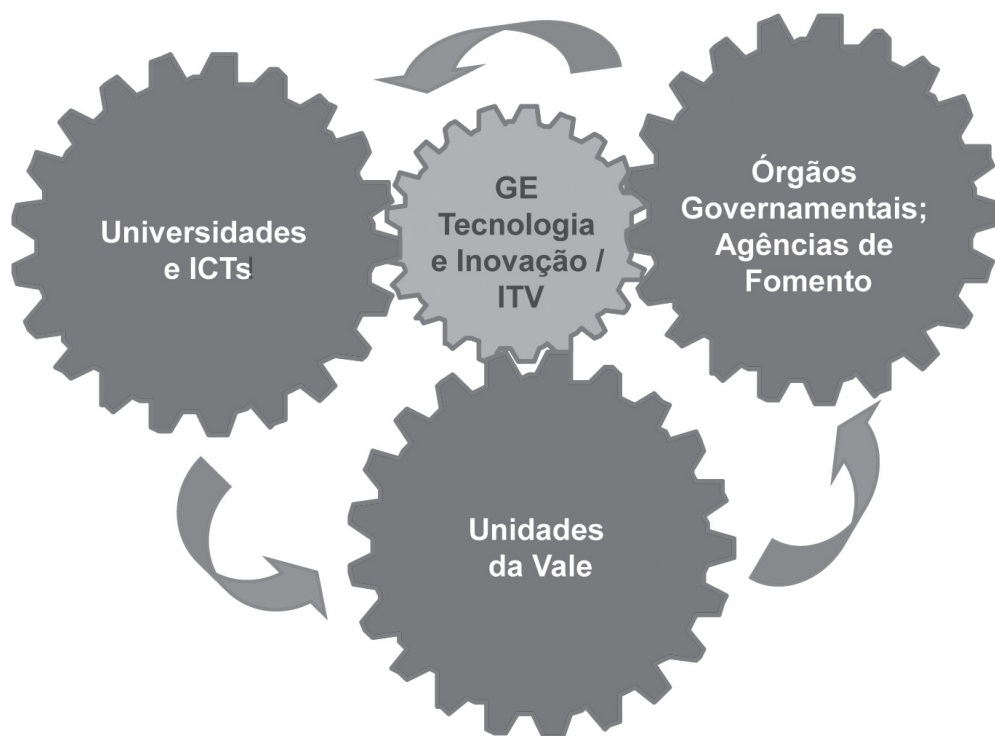 Universidades
e ICTs
GE
Tecnologia
e Inovação /
ITV
Órgãos
Governamentais;
Agências de
Fomento
Unidades
da Vale